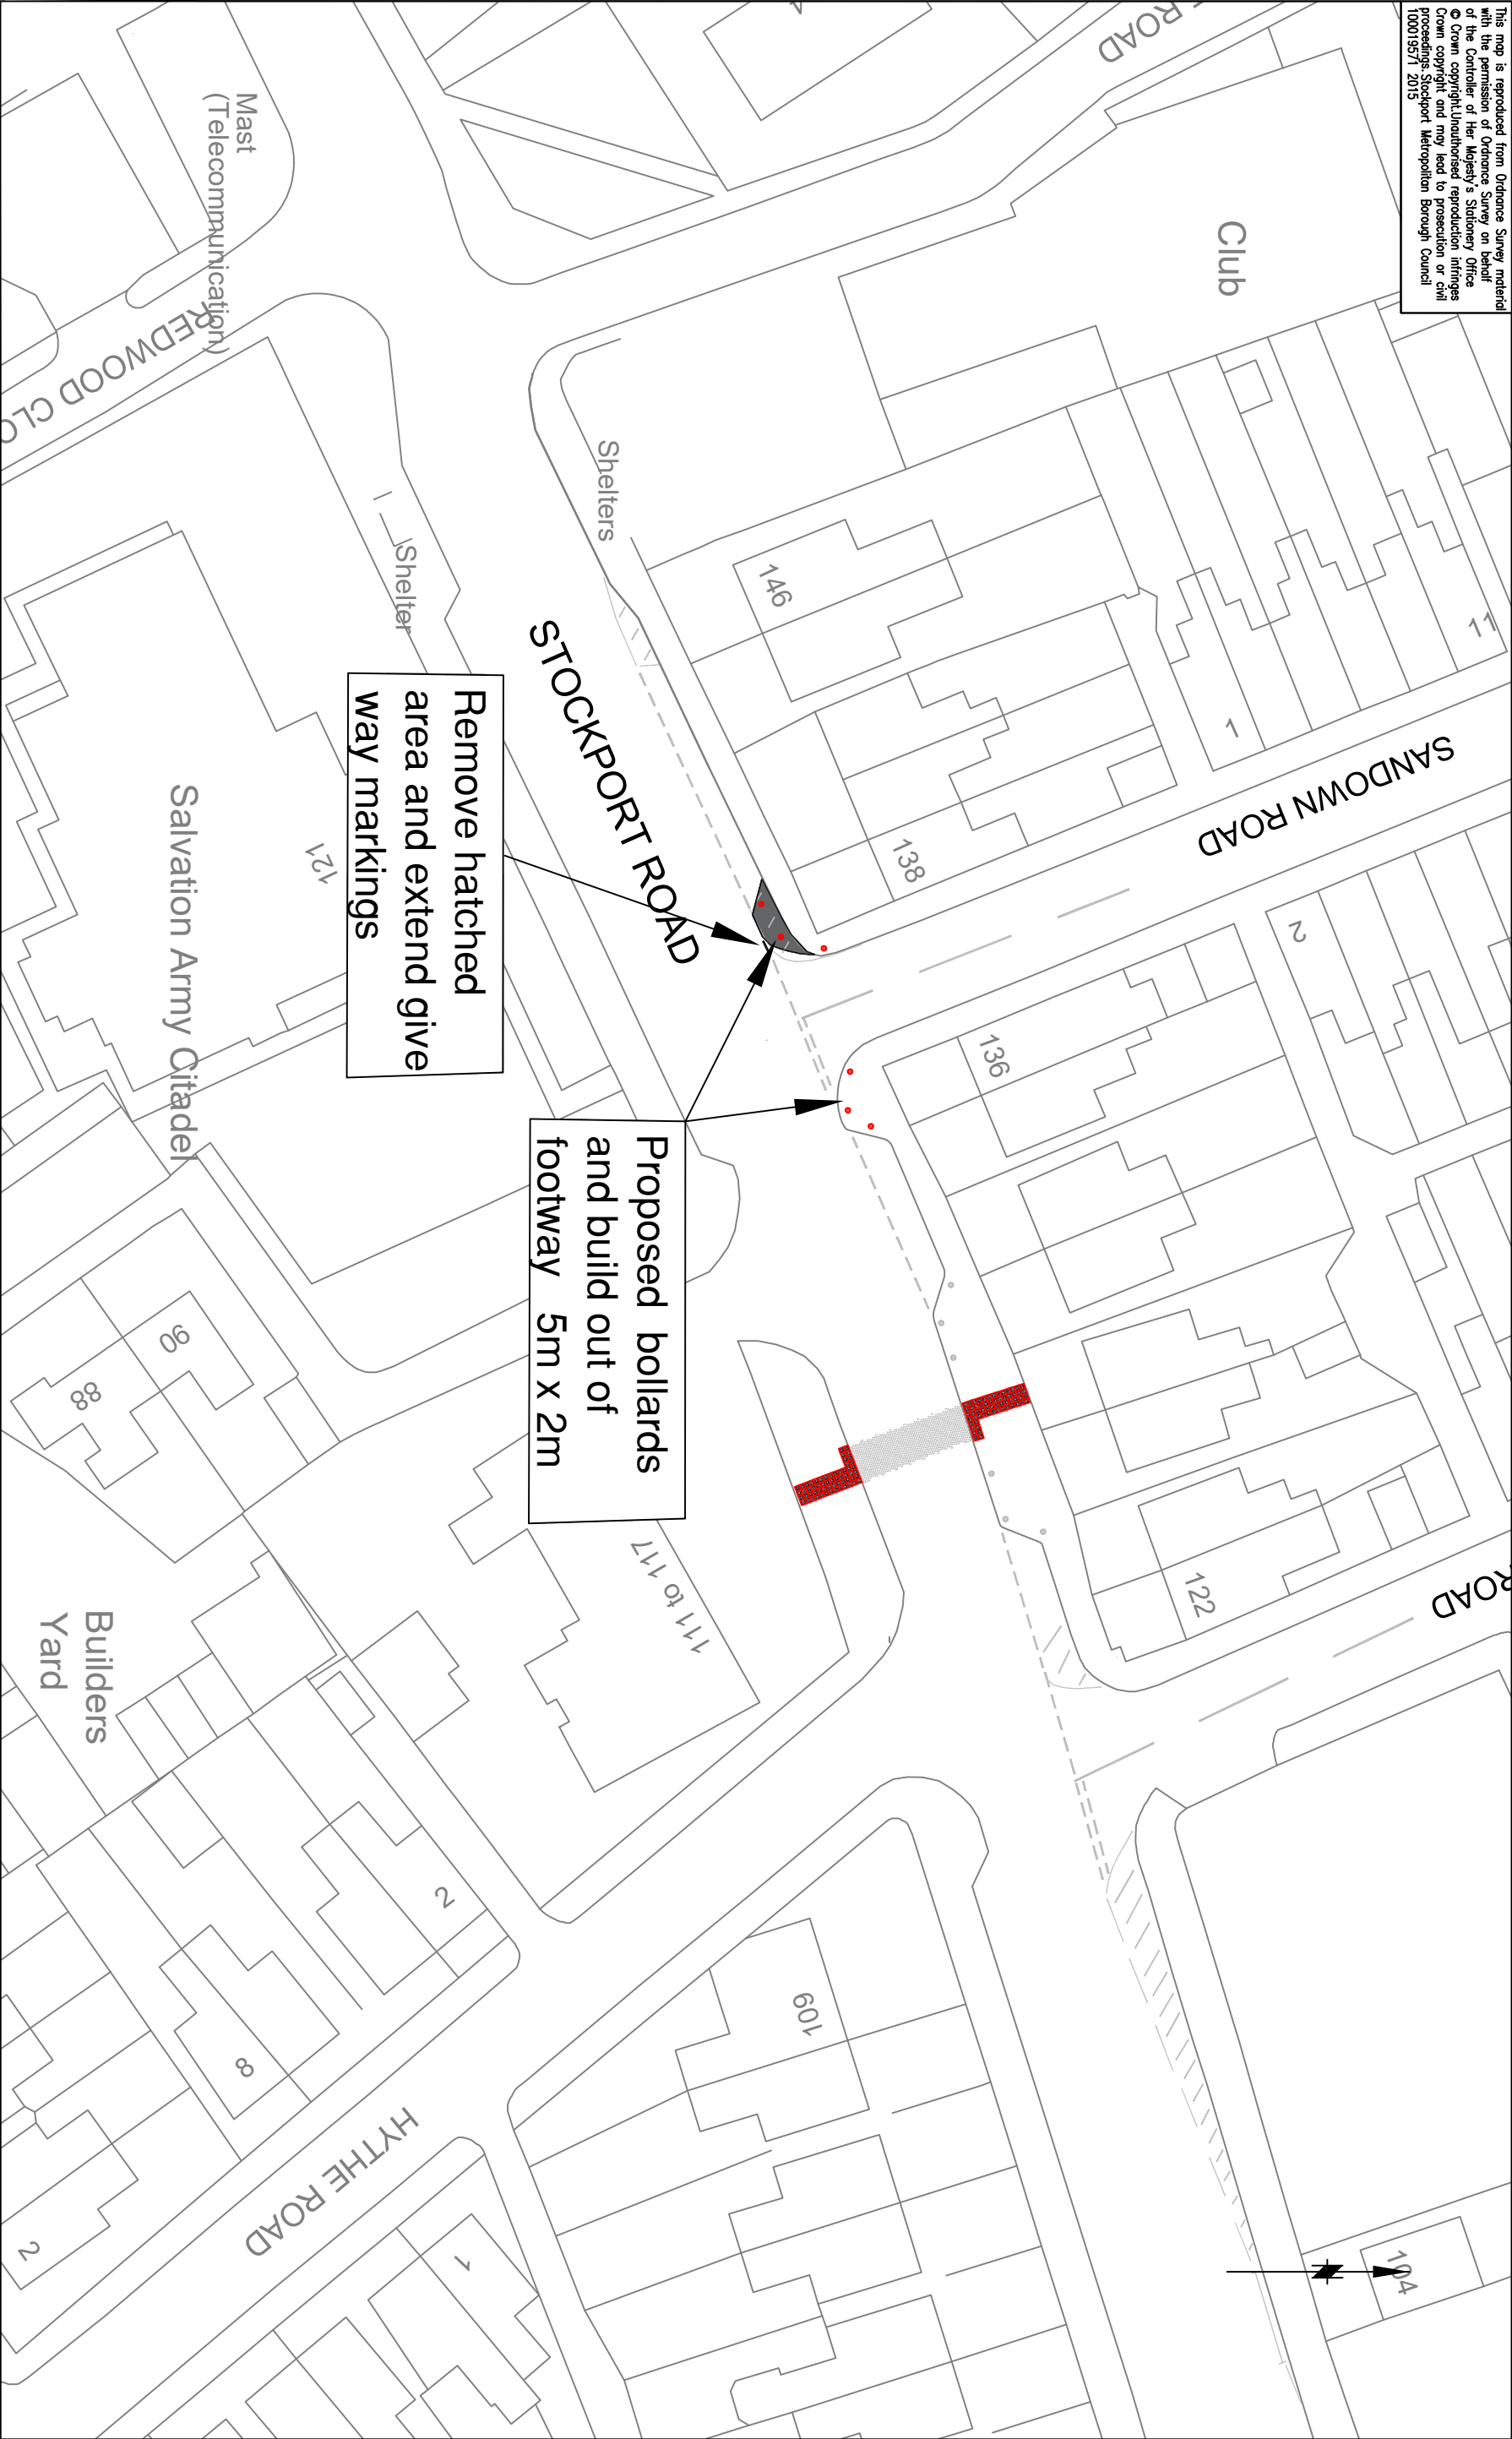 This map is reproduced from Ordnance Survey material
with the permission of Ordnance Survey on behalf
of the Controller of Her Majesty's Stationery Office
© Crown copyright.Unauthorised reproduction infringes
Crown copyright and may lead to prosecution or civil
proceedings.Stockport Metropolitan Borough Council
100019571 2015
ROAD
Club
Mast
(Telecommunication)
REDWOOD CLO
Shelters
Shelter
146
11
1
SANDOWN ROAD
138
STOCKPORT ROAD
Remove hatched
area and extend give
way markings
121
Salvation Army Citadel
2
136
Proposed bollards
and build out of
footway 5m x 2m
90
88
111 to 117
122
ROAD
Builders
Yard
2
8
109
HYTHE ROAD
2
1
104